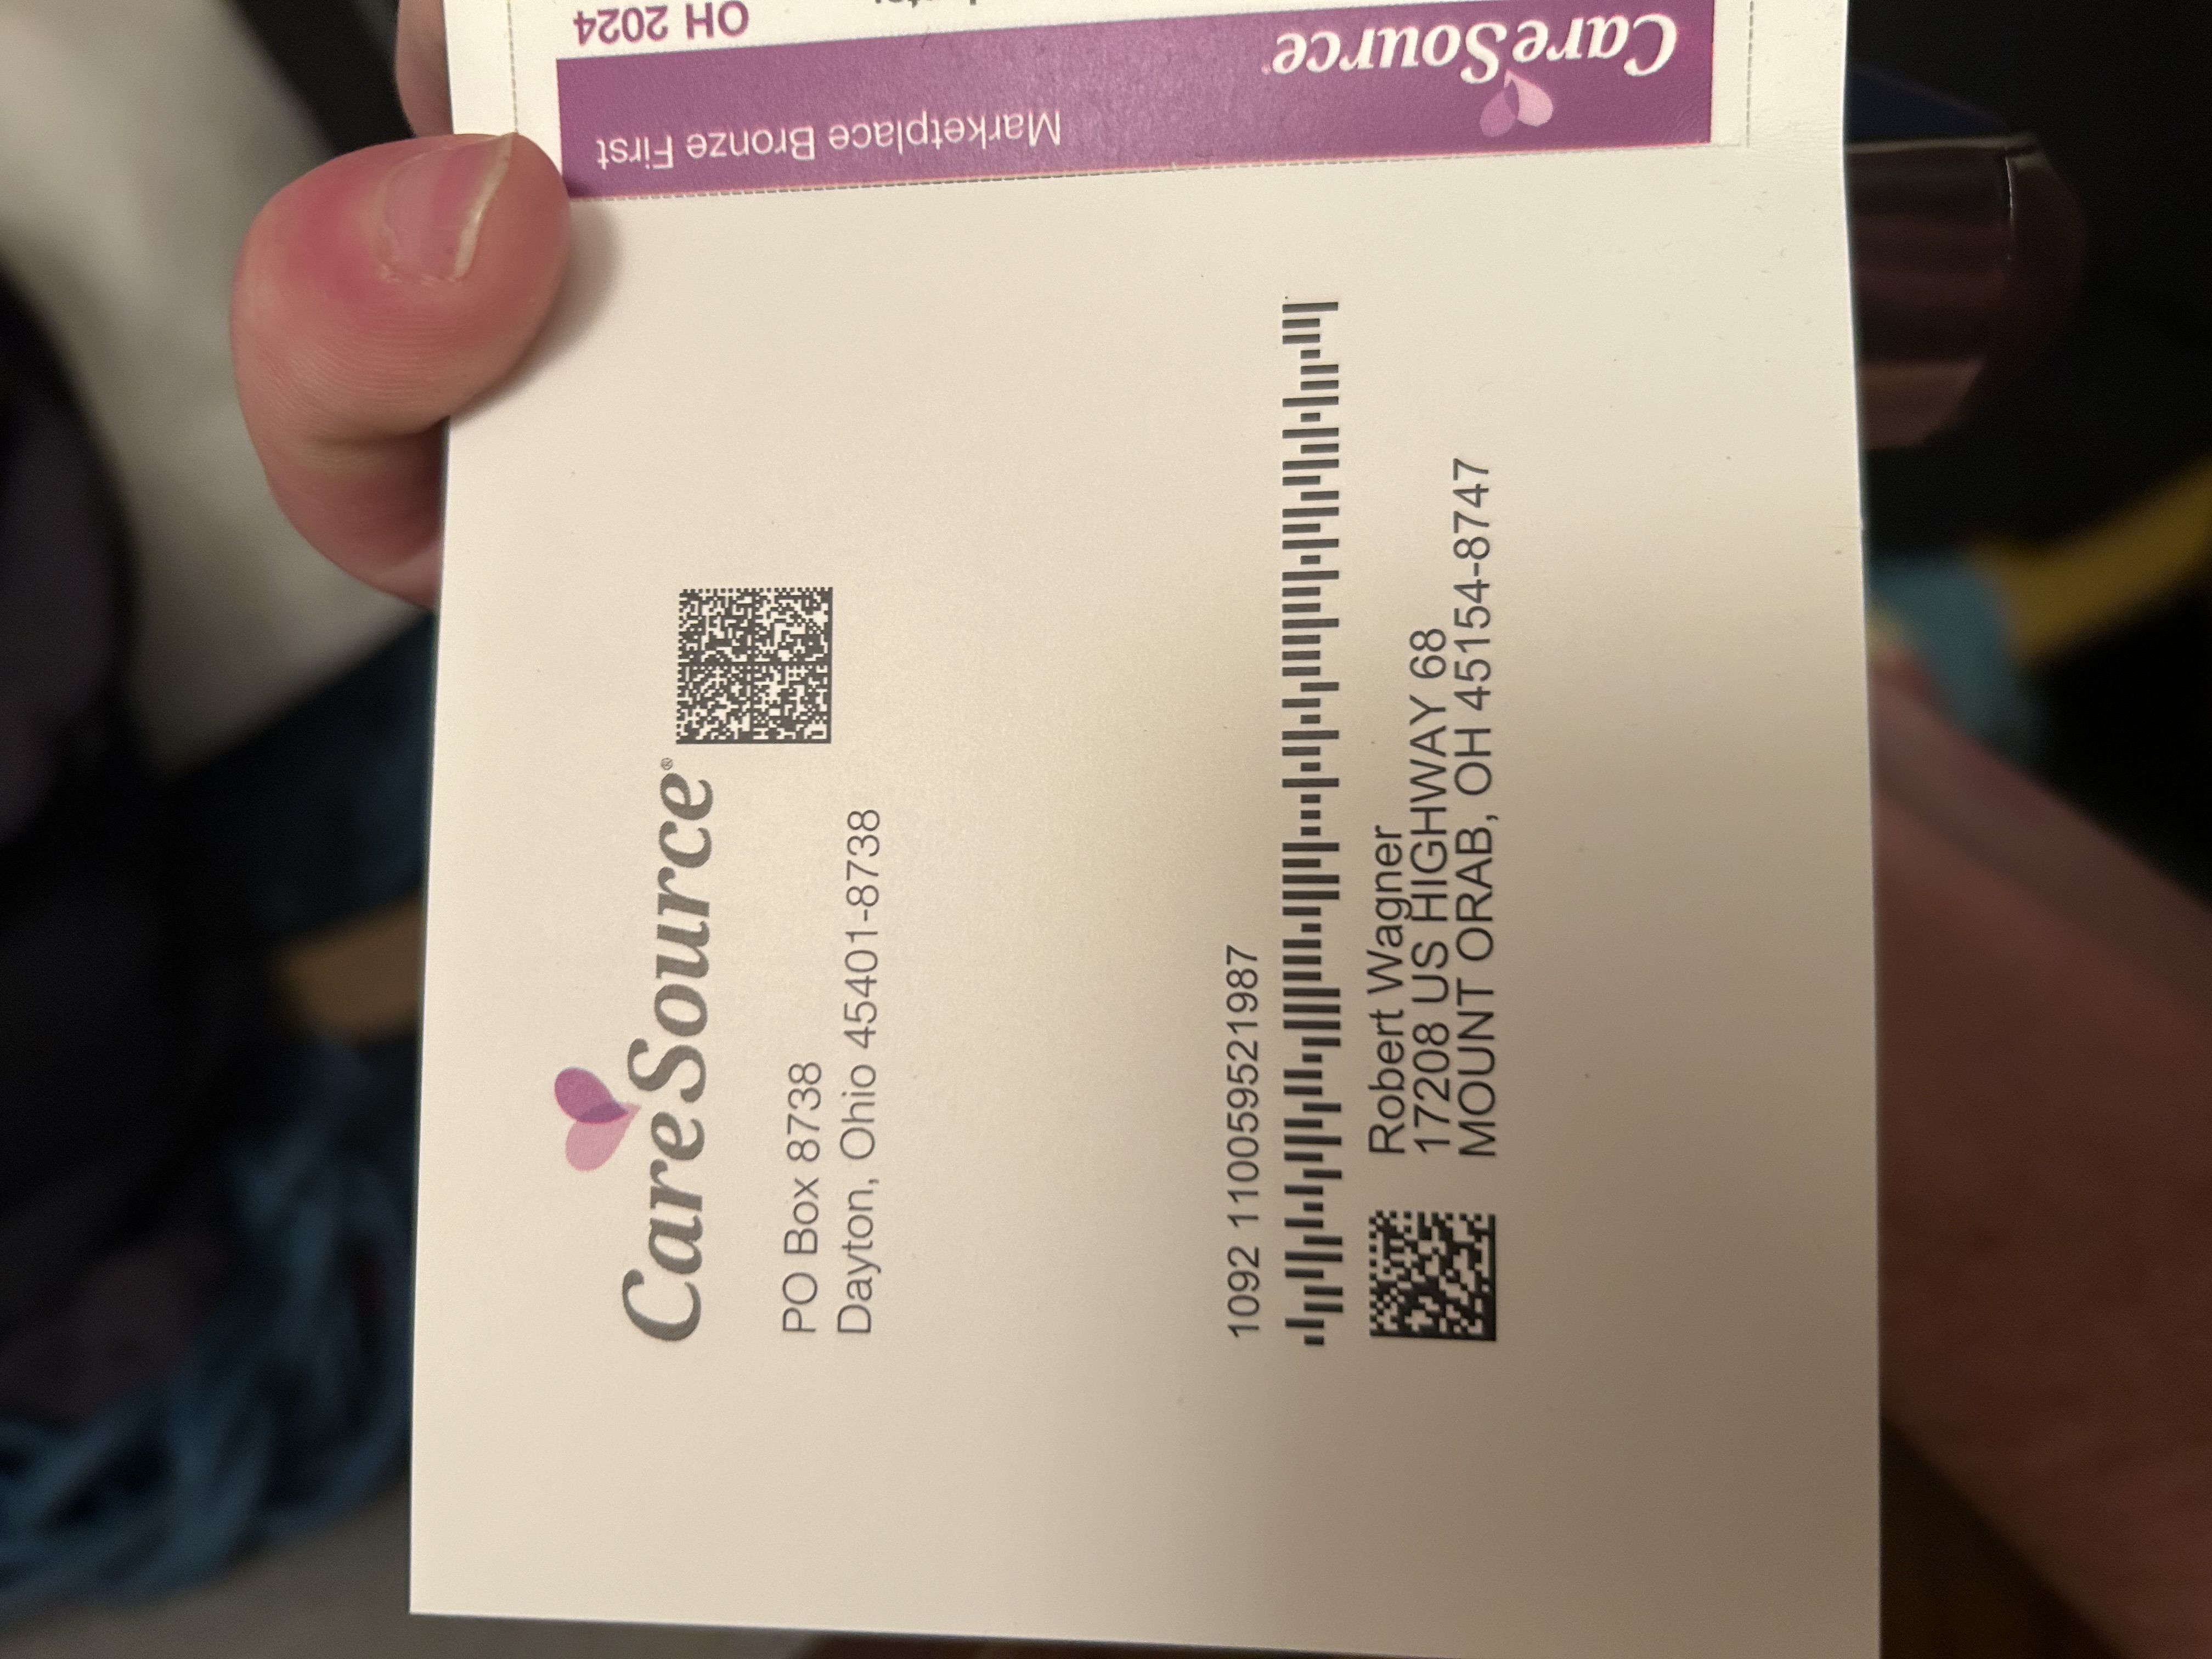 CareSource®
PO Box 8738
Dayton, Ohio 45401-8738
1092 11005959521987
Robert Wagner
17208 US HIGHWAY 68
MOUNT ORAB, OH 45154-8747
CareSource
Marketplace Bronze First
OH 2024